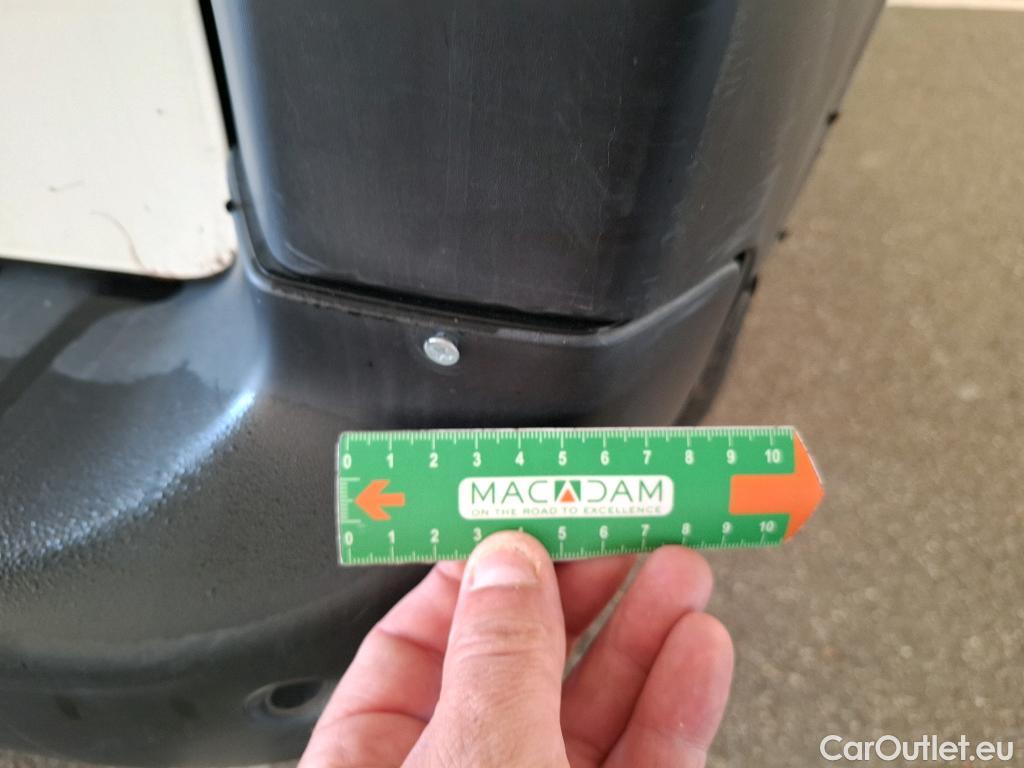 0 1 2 3 4 5 6 7 8 9 10
MACADAM
ON THE ROAD TO EXCELLENCE
0 1 2 3 4 5 6 7 8 9 10
CarOutlet.eu